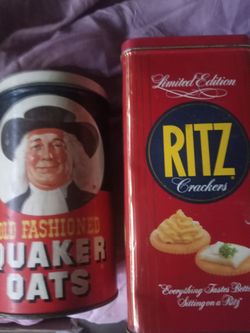 OLD FASHIONED
QUAKER
OATS
Limited Edition
RITZ
Crackers
"Everything Tastes Better
Sitting on a Ritz"